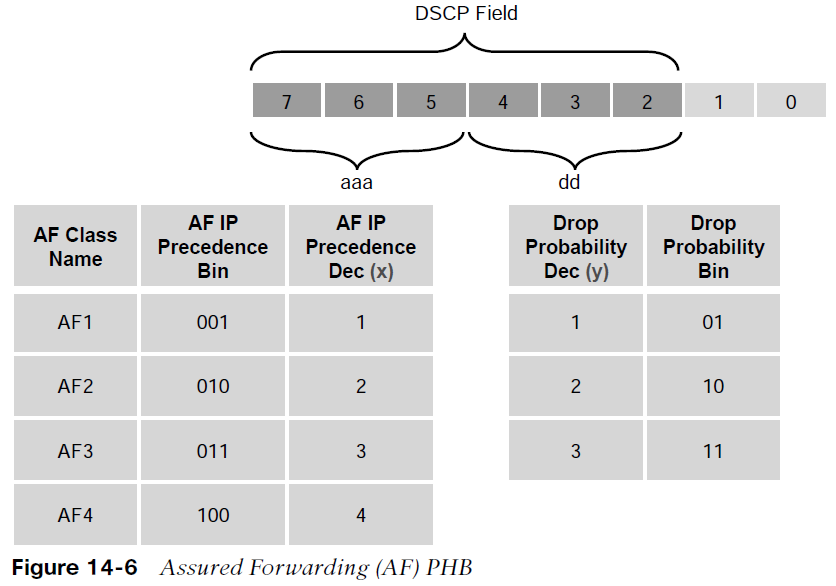 DSCP Field
7 6 5 4 3 2 1 0
aaa dd
AF Class
Name
AF IP
Precedence
Bin
AF IP
Precedence
Dec (x)
Drop
Probability
Dec (y)
Drop
Probability
Bin
AF1 001 1 1 01
AF2 010 2 2 10
AF3 011 3 3 11
AF4 100 4
Figure 14-6 Assured Forwarding (AF) PHB